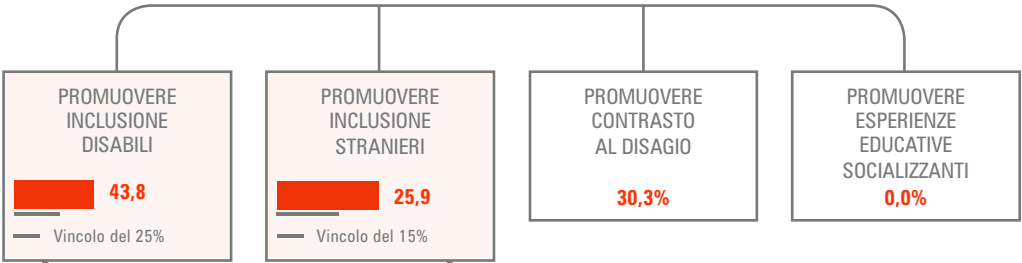 PROMUOVERE
INCLUSIONE
DISABILI
43,8
Vincolo del 25%
PROMUOVERE
INCLUSIONE
STRANIERI
25,9
Vincolo del 15%
PROMUOVERE
CONTRASTO
AL DISAGIO
30,3%
PROMUOVERE
ESPERIENZE
EDUCATIVE
SOCIALIZZANTI
0,0%